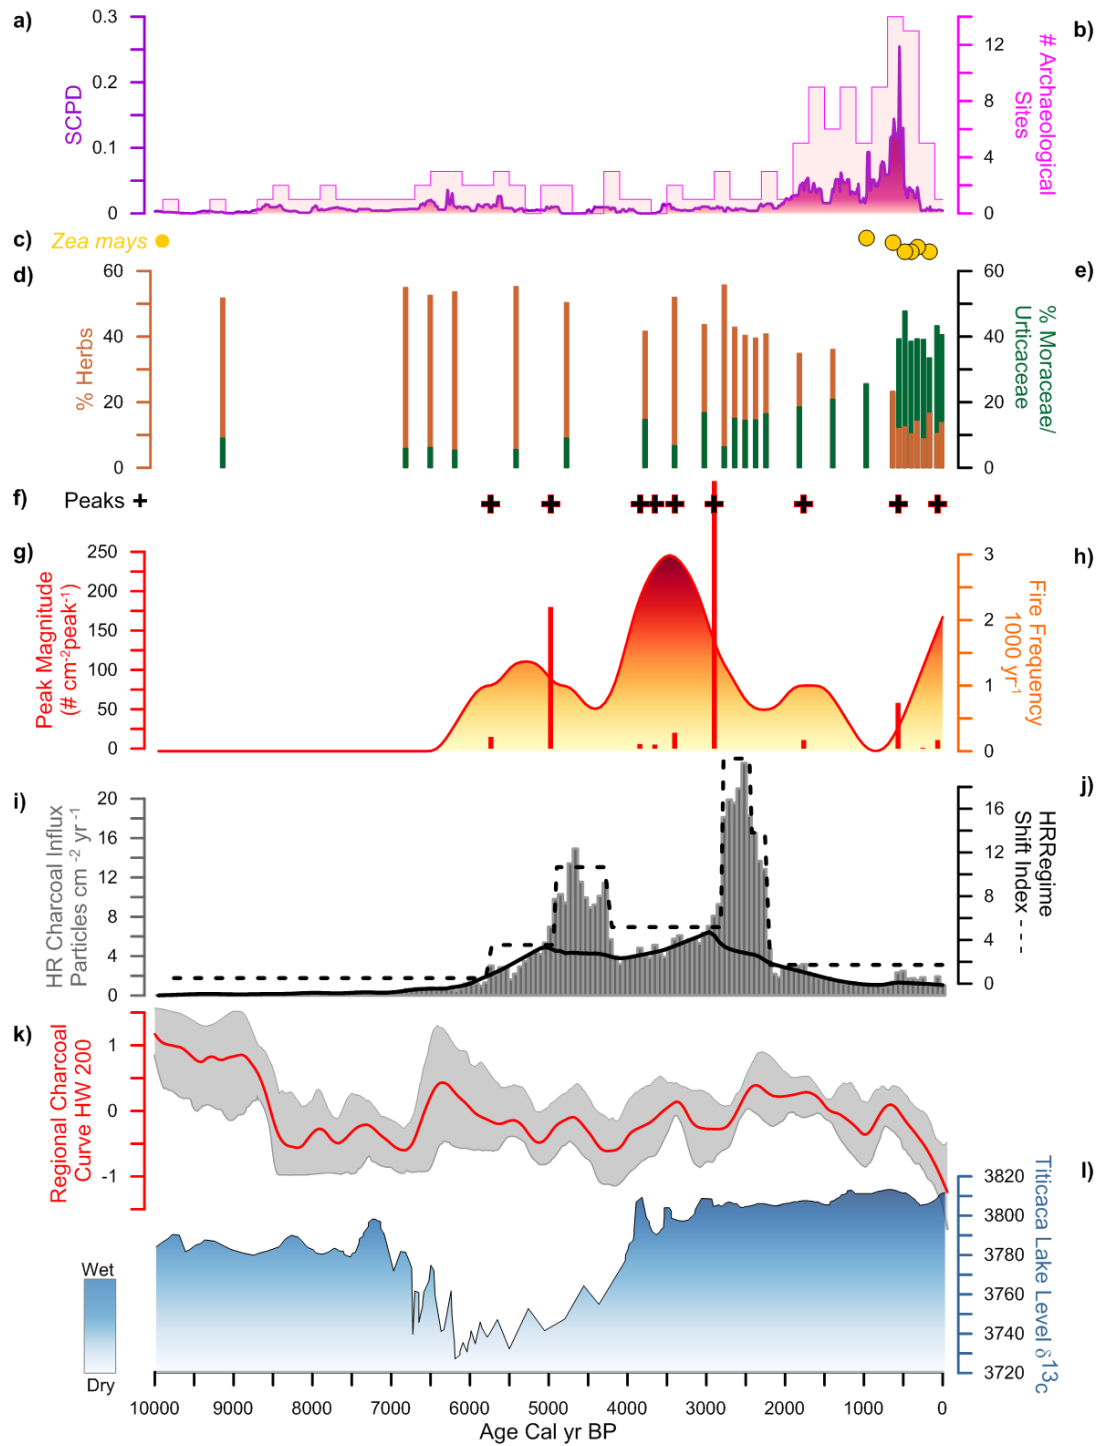 a)
b)
0.3
0.2
0.1
0
SCPD
12
8
4
0
# Archaeological
Sites
c)
Zea mays
d)
e)
60
40
20
0
% Herbs
60
40
20
0
% Moraceae/
Urticaceae
f)
Peaks +
g)
h)
250
200
150
100
50
0
Peak Magnitude
(# cm-2peak-1)
3
2
1
0
Fire Frequency
1000 yr-1
i)
j)
20
16
12
8
4
0
HR Charcoal Influx
Particles cm -2 yr -1
16
12
8
4
0
HRRegime
Shift Index - - -
k)
1
0
-1
Regional Charcoal
Curve HW 200
l)
3820
3800
3780
3760
3740
3720
Titicaca Lake Level δ13c
Wet
Dry
10000 9000 8000 7000 6000 5000 4000 3000 2000 1000 0
Age Cal yr BP